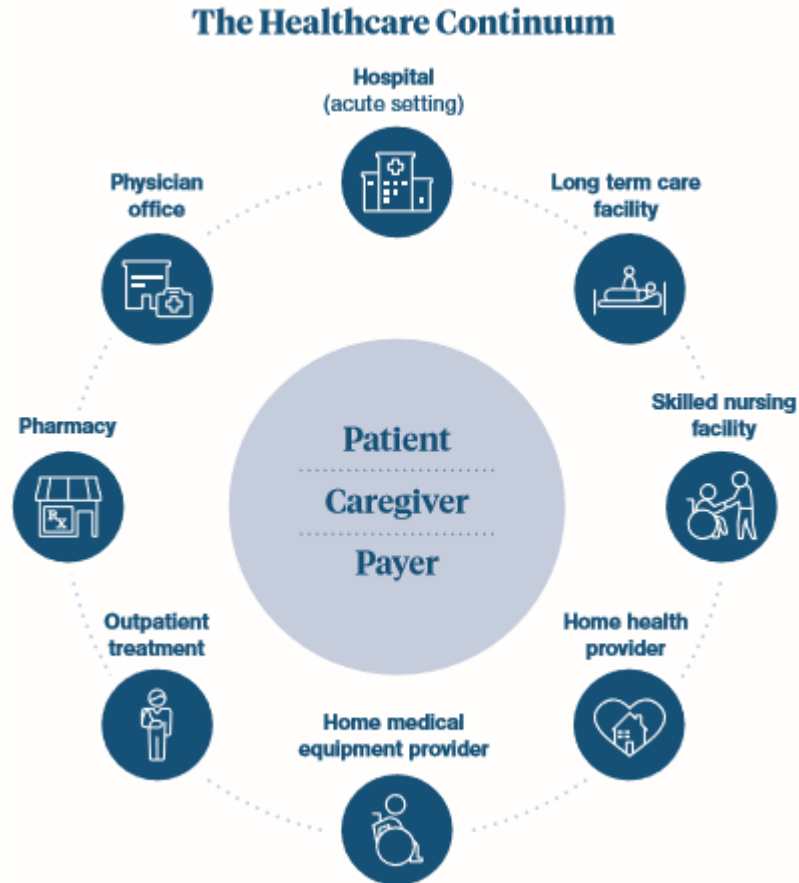 The Healthcare Continuum
Hospital
(acute setting)
Physician
office
Long term care
facility
Pharmacy
Skilled nursing
facility
Patient
Caregiver
Payer
Rx
Outpatient
treatment
Home health
provider
Home medical
equipment provider